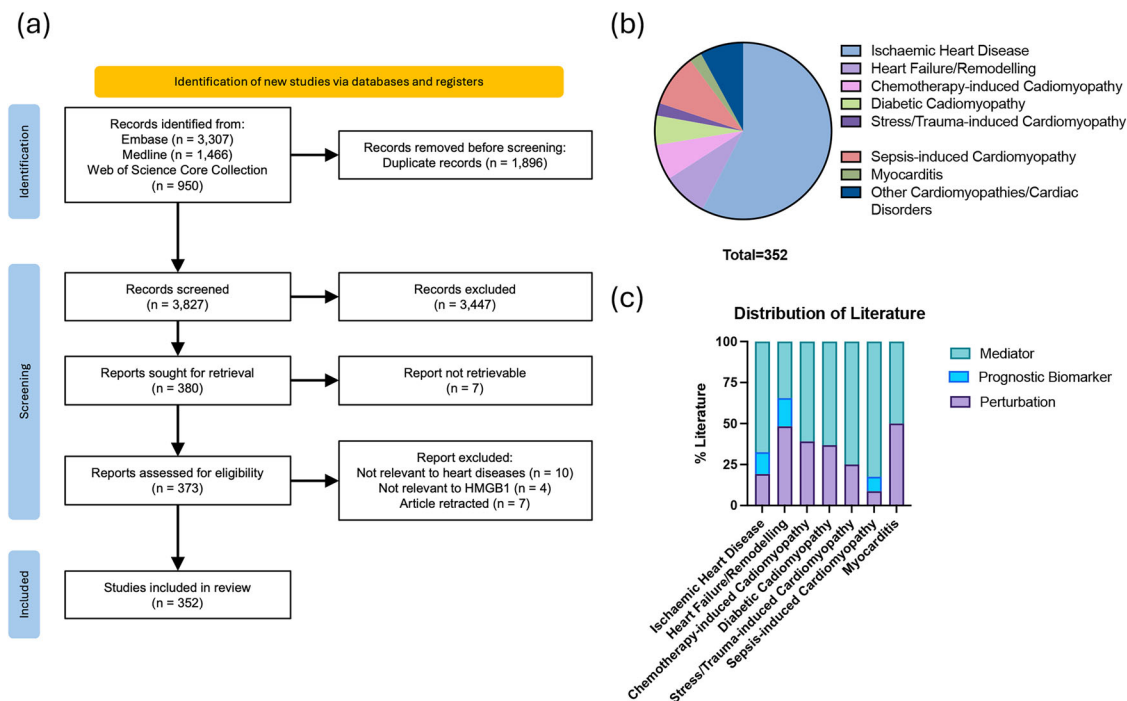 (a)
Identification of new studies via databases and registers
Identification
Records identified from:
Embase (n = 3,307)
Medline (n = 1,466)
Web of Science Core Collection
(n = 950)
Records removed before screening:
Duplicate records (n = 1,896)
Screening
Records screened
(n = 3,827)
Records excluded
(n = 3,447)
Reports sought for retrieval
(n = 380)
Report not retrievable
(n = 7)
Reports assessed for eligibility
(n = 373)
Report excluded:
Not relevant to heart diseases (n = 10)
Not relevant to HMGB1 (n = 4)
Article retracted (n = 7)
Included
Studies included in review
(n = 352)
(b)
Ischaemic Heart Disease
Heart Failure/Remodelling
Chemotherapy-induced Cadiomyopathy
Diabetic Cadiomyopathy
Stress/Trauma-induced Cardiomyopathy
Sepsis-induced Cardiomyopathy
Myocarditis
Other Cardiomyopathies/Cardiac
Disorders
Total=352
(c)
Distribution of Literature
% Literature
100
75
50
25
0
Ischaemic Heart Disease
Heart Failure/Remodelling
Chemotherapy-induced Cadiomyopathy
Diabetic Cadiomyopathy
Stress/Trauma-induced Cardiomyopathy
Sepsis-induced Cardiomyopathy
Myocarditis
Mediator
Prognostic Biomarker
Perturbation